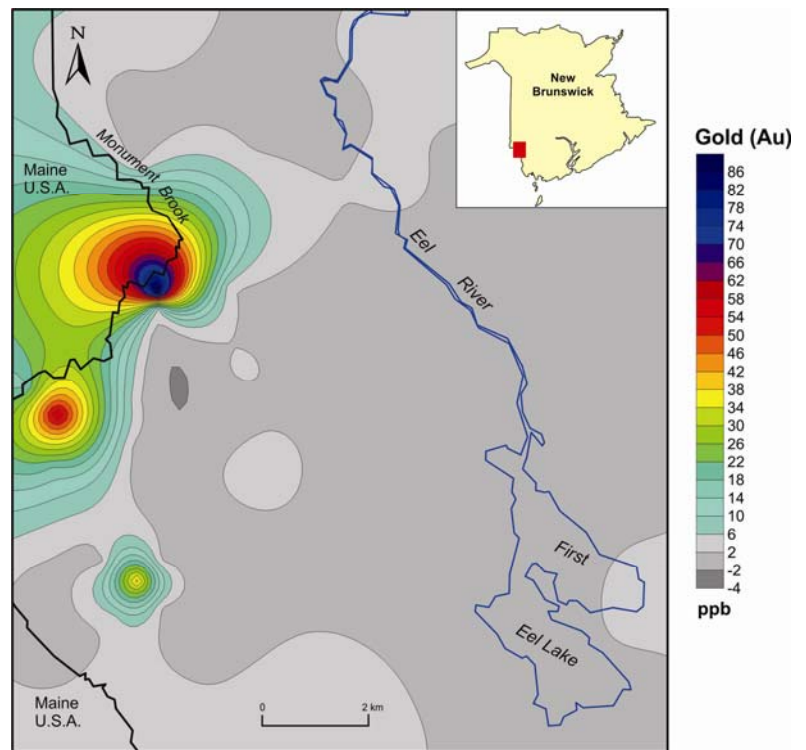 N
Monument Brook
Maine
U.S.A.
Eel River
First
Eel Lake
Maine
U.S.A.
0 2 km
New
Brunswick
Gold (Au)
86
82
78
74
70
66
62
58
54
50
46
42
38
34
30
26
22
18
14
10
6
2
-2
-4
ppb